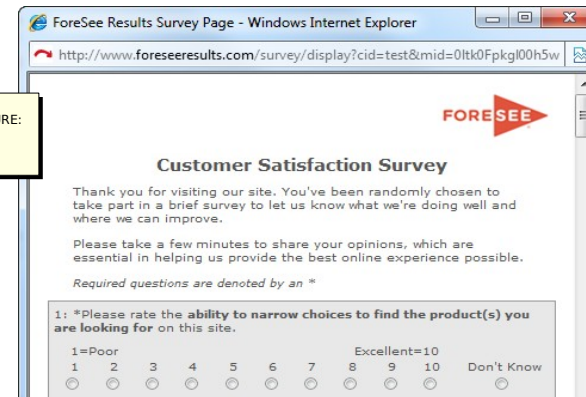 ForeSee Results Survey Page - Windows Internet Explorer
http://www.foreseeresults.com/survey/display?cid=test&mid=0Itk0Fpkgl00h5w
URE:
FORESEE
Customer Satisfaction Survey
Thank you for visiting our site. You've been randomly chosen to
take part in a brief survey to let us know what we're doing well and
where we can improve.
Please take a few minutes to share your opinions, which are
essential in helping us provide the best online experience possible.
Required questions are denoted by an *
1: *Please rate the ability to narrow choices to find the product(s) you
are looking for on this site.
1=Poor Excellent=10
1 2 3 4 5 6 7 8 9 10 Don't Know